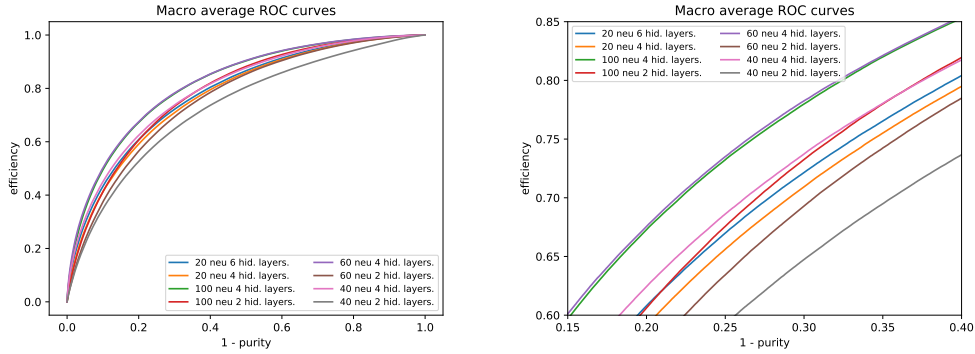 Macro average ROC curves
efficiency
1.0
0.8
0.6
0.4
0.2
0.0
20 neu 6 hid. layers.
20 neu 4 hid. layers.
100 neu 4 hid. layers.
100 neu 2 hid. layers.
60 neu 4 hid. layers.
60 neu 2 hid. layers.
40 neu 4 hid. layers.
40 neu 2 hid. layers.
0.0 0.2 0.4 0.6 0.8 1.0
1 - purity
Macro average ROC curves
efficiency
0.85
0.80
0.75
0.70
0.65
0.60
20 neu 6 hid. layers.
20 neu 4 hid. layers.
100 neu 4 hid. layers.
100 neu 2 hid. layers.
60 neu 4 hid. layers.
60 neu 2 hid. layers.
40 neu 4 hid. layers.
40 neu 2 hid. layers.
0.15 0.20 0.25 0.30 0.35 0.40
1 - purity